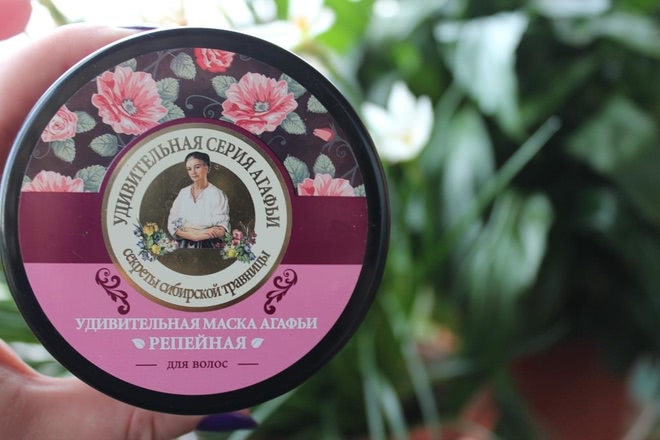 УДИВИТЕЛЬНАЯ СЕРИЯ АГАФЬИ
секреты сибирской травницы
УДИВИТЕЛЬНАЯ МАСКА АГАФЬИ
РЕПЕЙНАЯ
ДЛЯ ВОЛОС